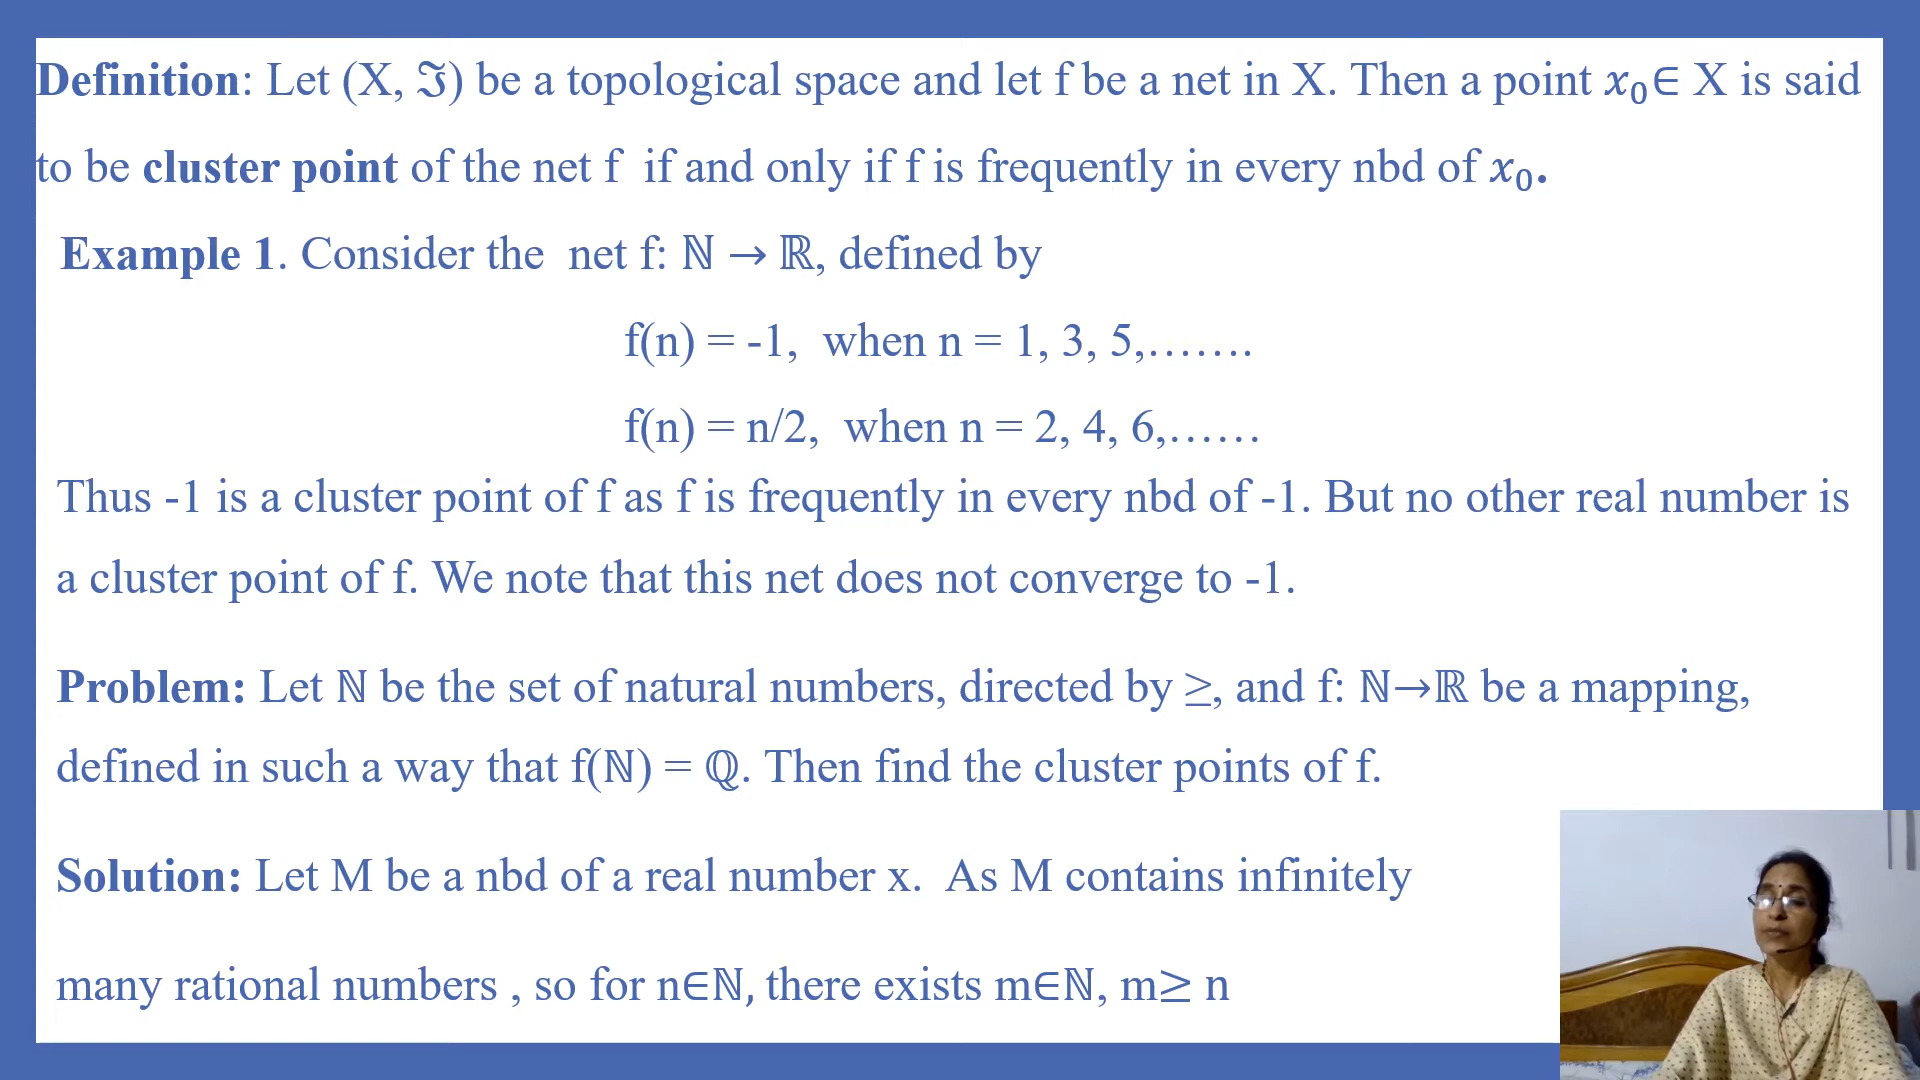 Definition: Let (X, ℑ) be a topological space and let f be a net in X. Then a point x₀∈ X is said
to be cluster point of the net f if and only if f is frequently in every nbd of x₀.
Example 1. Consider the net f: ℕ → ℝ, defined by
f(n) = -1, when n = 1, 3, 5,…….
f(n) = n/2, when n = 2, 4, 6,……
Thus -1 is a cluster point of f as f is frequently in every nbd of -1. But no other real number is
a cluster point of f. We note that this net does not converge to -1.
Problem: Let ℕ be the set of natural numbers, directed by ≥, and f: ℕ→ℝ be a mapping,
defined in such a way that f(ℕ) = ℚ. Then find the cluster points of f.
Solution: Let M be a nbd of a real number x. As M contains infinitely
many rational numbers , so for n∈ℕ, there exists m∈ℕ, m≥ n